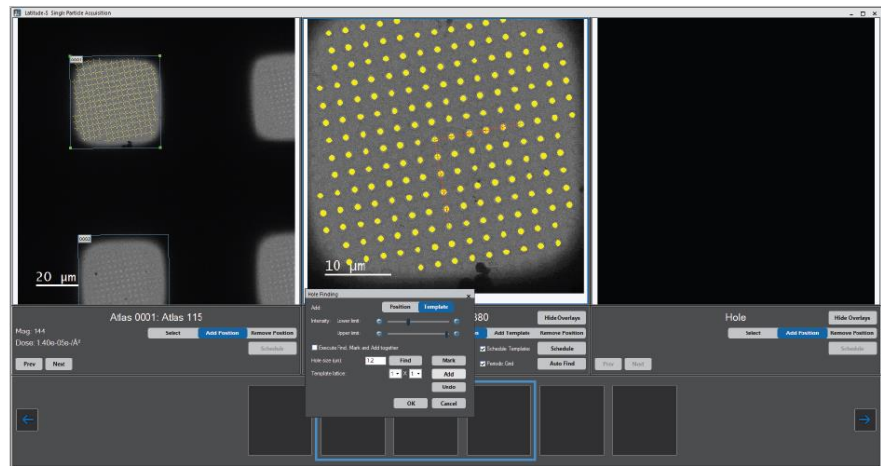 Latitude-S Single Particle Acquisition
0001
0002
20 µm
10 µm
Atlas 0001: Atlas 115
Mag: 144
Dose: 1.40e-05e-/Å²
Select
Add Position
Remove Position
Schedule
Prev
Next
Hole Finding
Add:
Position
Template
Intensity:
Lower limit:
Upper limit:
Execute Find, Mark and Add together
Hole size (µm):
1.2
Find
Mark
Template lattice:
1
X
1
Add
Undo
OK
Cancel
380
Hide Overlays
Add Template
Remove Position
Schedule Templates
Schedule
Periodic Grid
Auto Find
Hole
Hide Overlays
Select
Add Position
Remove Position
Schedule
Prev
Next